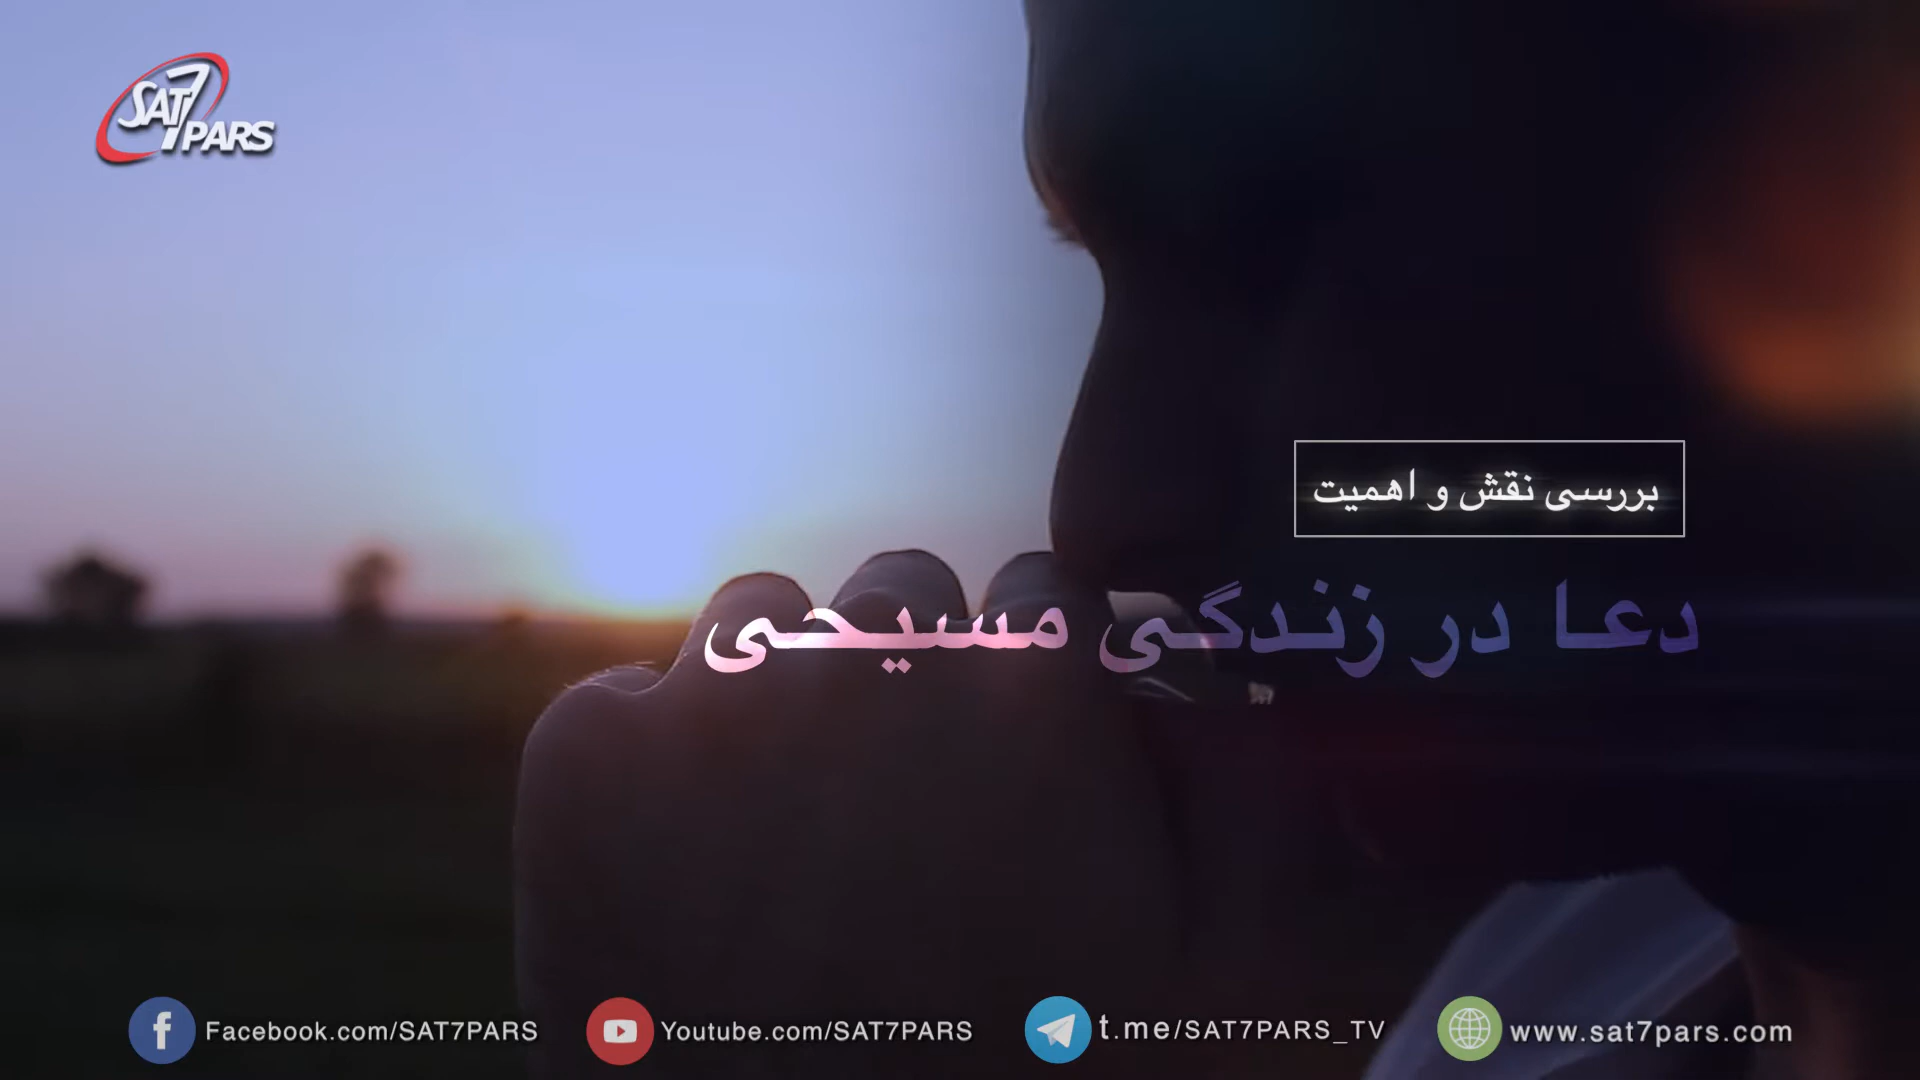 SAT7
PARS
بررسی نقش و اهمیت
دعا در زندگی مسیحی
Facebook.com/SAT7PARS
Youtube.com/SAT7PARS
t.me/SAT7PARS_TV
www.sat7pars.com